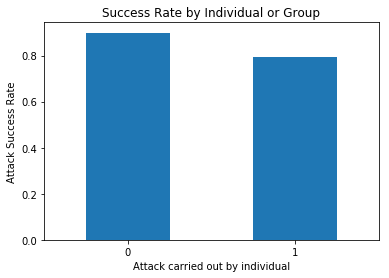 Success Rate by Individual or Group
Attack Success Rate
0.8
0.6
0.4
0.2
0.0
0 1
Attack carried out by individual